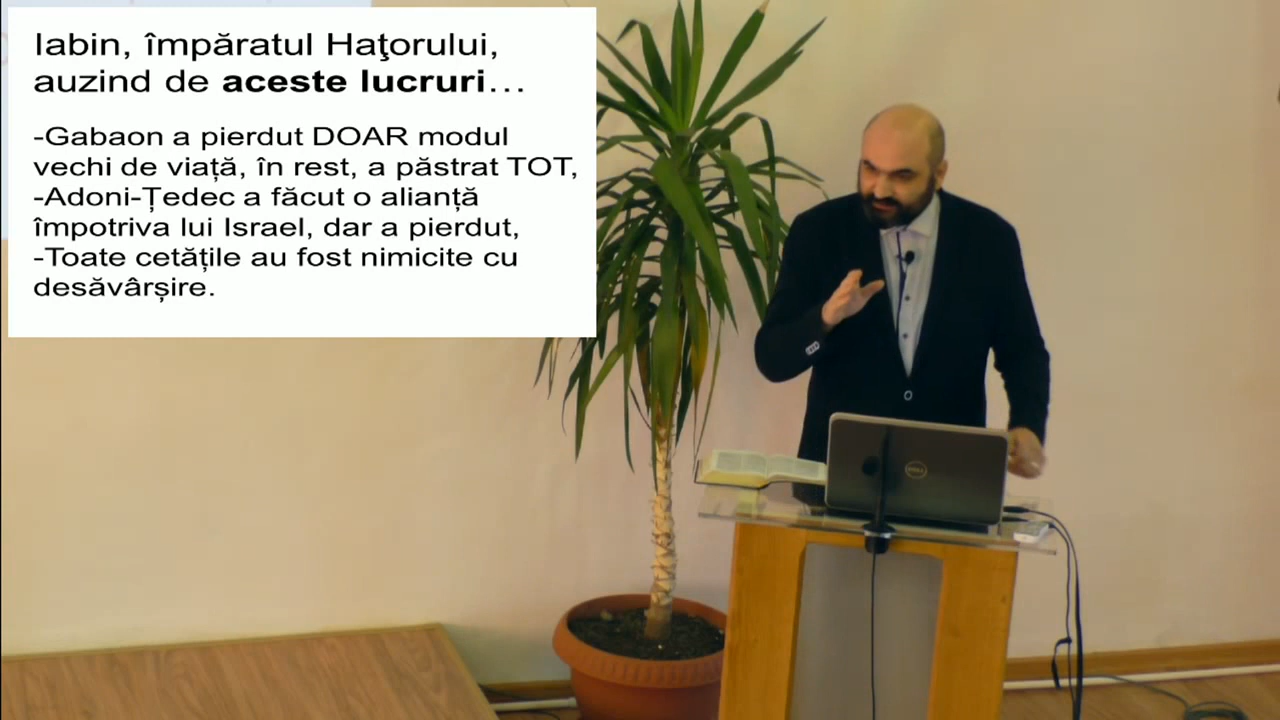 Iabin, împăratul Haţorului,
auzind de aceste lucruri...
-Gabaon a pierdut DOAR modul
vechi de viață, în rest, a păstrat TOT,
-Adoni-Țedec a făcut o alianță
împotriva lui Israel, dar a pierdut,
-Toate cetățile au fost nimicite cu
desăvârșire.
DELL